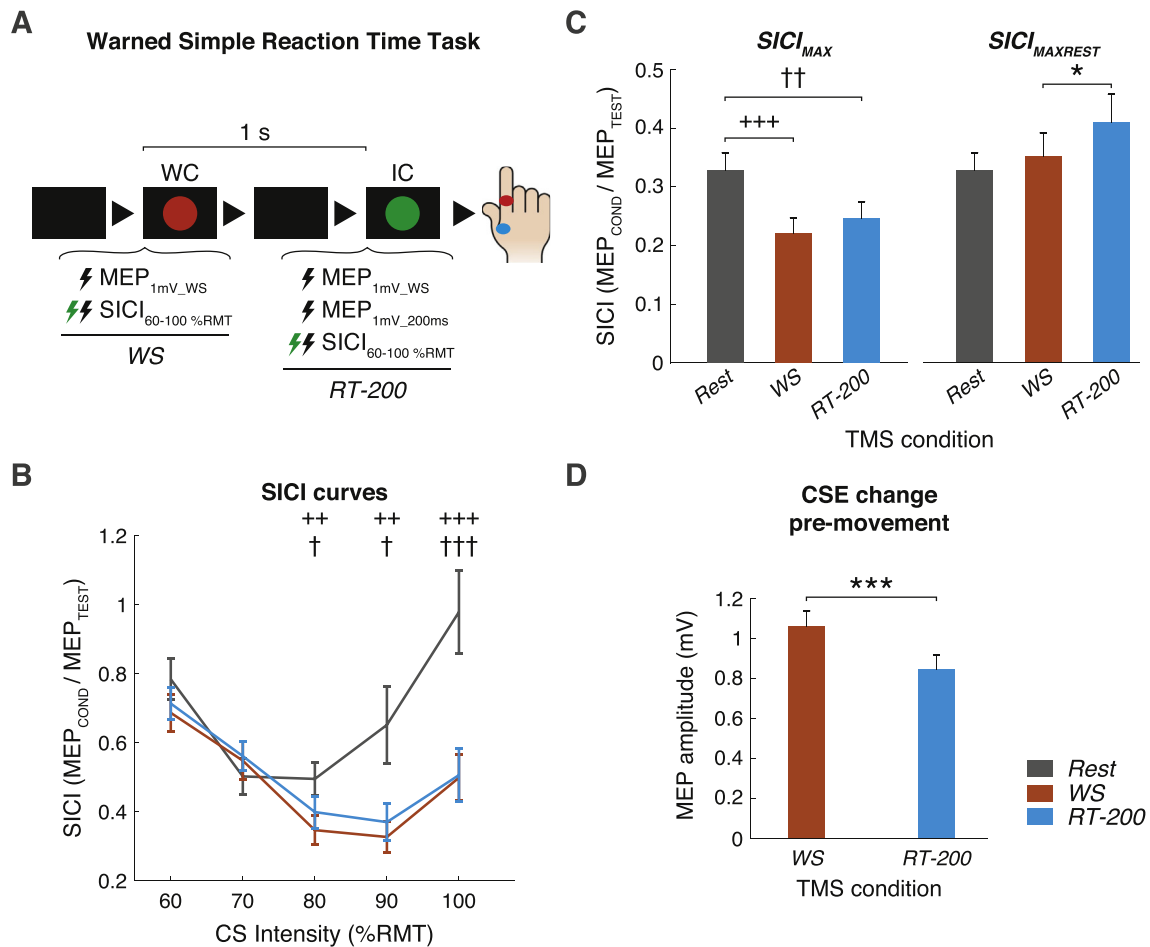 A
Warned Simple Reaction Time Task
1 s
WC
IC
MEP1mV_WS
SICI60-100 %RMT
WS
MEP1mV_WS
MEP1mV_200ms
SICI60-100 %RMT
RT-200
B
SICI curves
++
++
+++
†
†
†††
1.2
1
0.8
0.6
0.4
0.2
SICI (MEPCOND / MEPTEST)
60
70
80
90
100
CS Intensity (%RMT)
C
SICIMAX
SICIMAXREST
††
+++
*
0.5
0.4
0.3
0.2
0.1
0
SICI (MEPCOND / MEPTEST)
Rest
WS
RT-200
Rest
WS
RT-200
TMS condition
D
CSE change
pre-movement
***
1.2
1
0.8
0.6
0.4
0.2
0
MEP amplitude (mV)
WS
RT-200
TMS condition
Rest
WS
RT-200